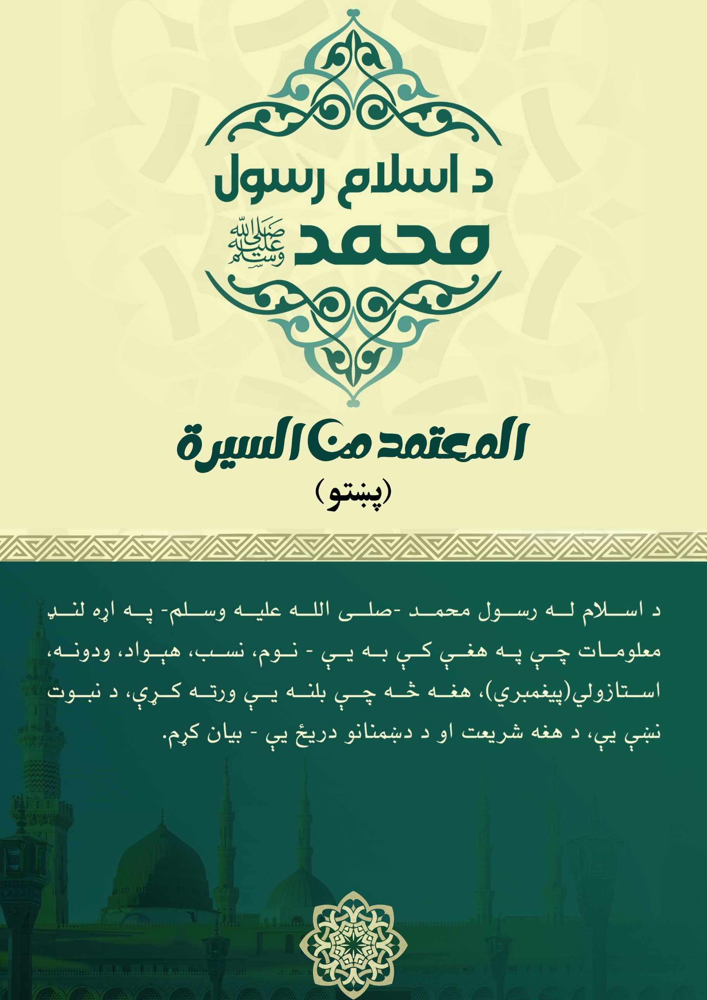 د اسلام رسول
محمد ﷺ
المعتمد من السيرة
(پښتو)
د اسلام له رسول محمد -صلی الله علیه وسلم- په اړه لنډ
معلومات چې په هغې کې به یې - نوم، نسب، هېواد، ودونه،
استازولي(پیغمبري)، هغه څه چې بلنه یې ورته کړې، د نبوت
نښې یې، د هغه شریعت او د دښمنانو دریځ یې - بیان کړم.